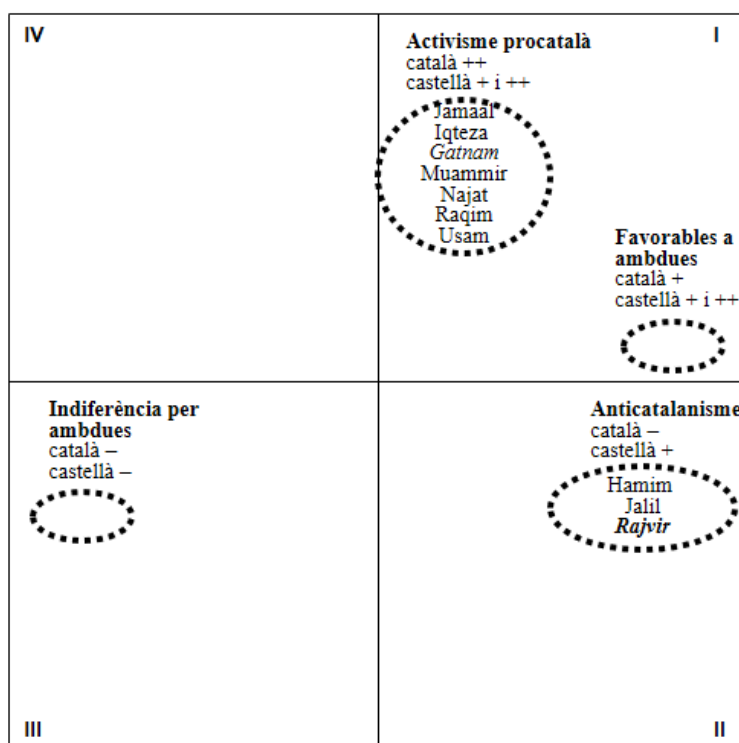 IV
I
Activisme procatalà
català ++
castellà + i ++
Jamaal
Iqteza
Gatnam
Muammir
Najat
Raqim
Usam
Favorables a
ambdues
català +
castellà + i ++
Indiferència per
ambdues
català –
castellà –
Anticatalanisme
català –
castellà +
Hamim
Jalil
Rajvir
III
II